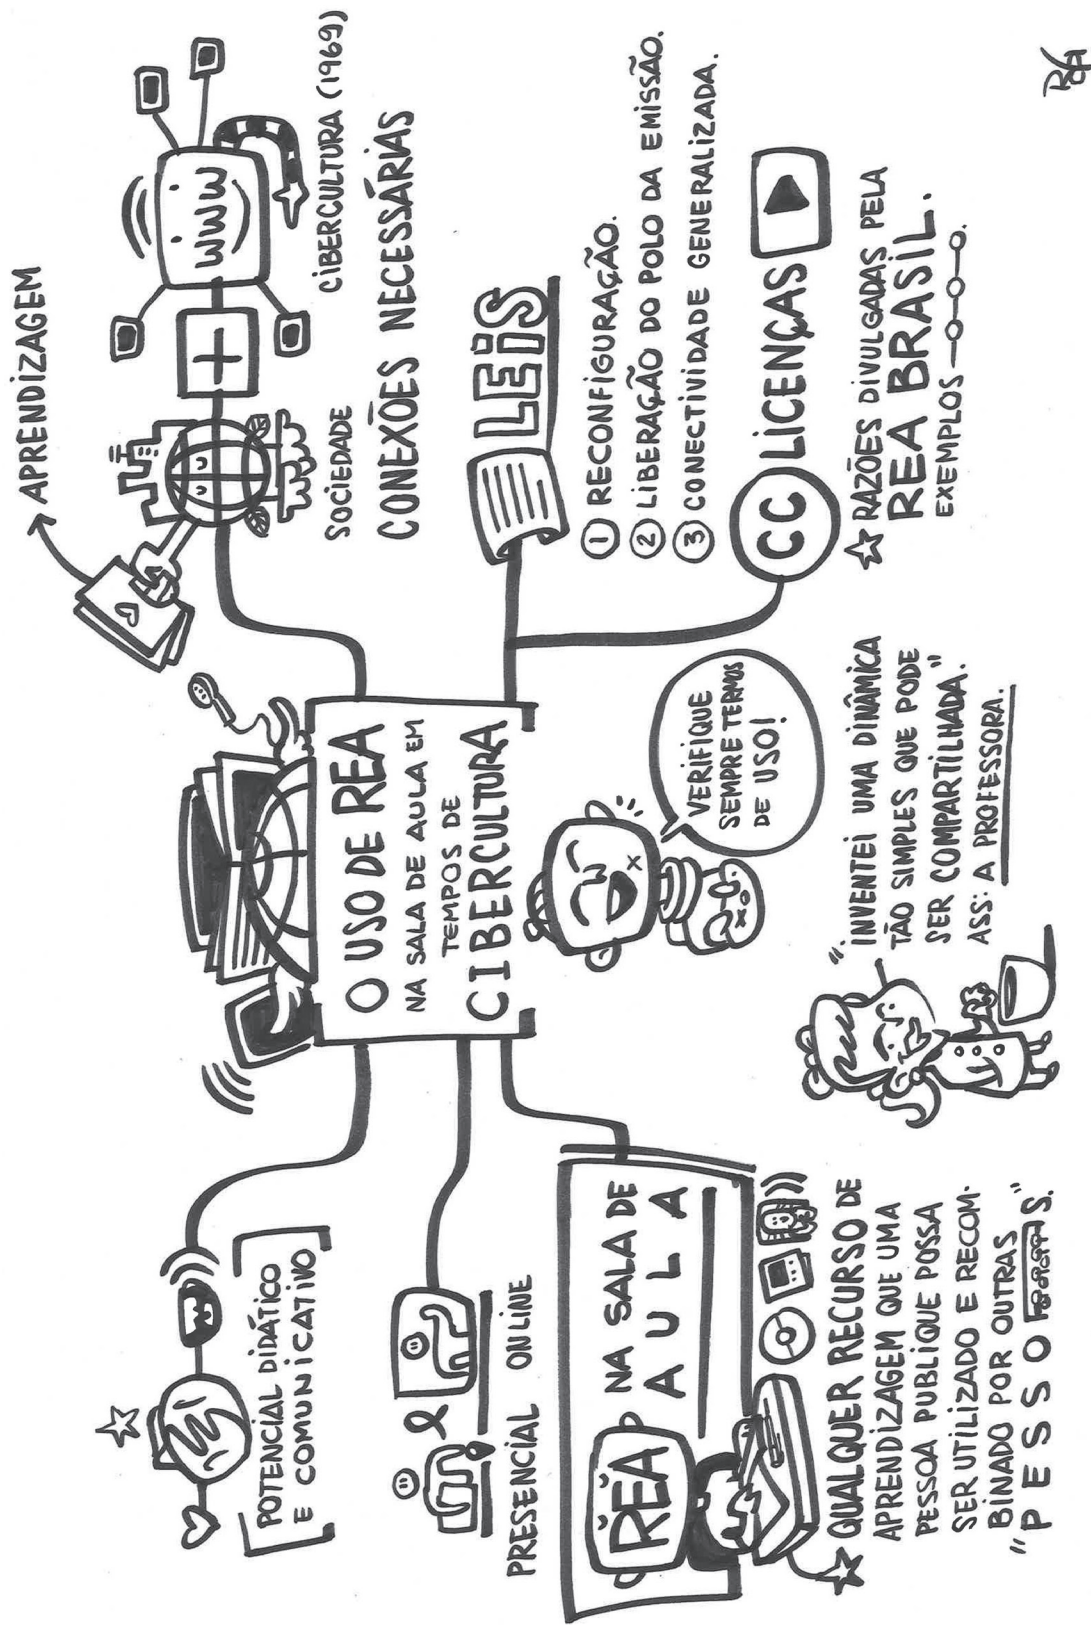 O USO DE REA
NA SALA DE AULA EM
TEMPOS DE
CIBERCULTURA
APRENDIZAGEM
WWW
SOCIEDADE
CIBERCULTURA (1969)
CONEXÕES NECESSÁRIAS
LEIS
1 RECONFIGURAÇÃO.
2 LIBERAÇÃO DO POLO DA EMISSÃO.
3 CONECTIVIDADE GENERALIZADA.
CC LICENÇAS
RAZÕES DIVULGADAS PELA
REA BRASIL.
EXEMPLOS
VERIFIQUE
SEMPRE TERMOS
DE USO!
"INVENTEI UMA DINÂMICA
TÃO SIMPLES QUE PODE
SER COMPARTILHADA."
ASS: A PROFESSORA.
POTENCIAL DIDÁTICO
E COMUNICATIVO
PRESENCIAL ONLINE
REA NA SALA DE
AULA
QUALQUER RECURSO DE
APRENDIZAGEM QUE UMA
PESSOA PUBLIQUE POSSA
SER UTILIZADO E RECOM-
BINADO POR OUTRAS
"PESSOAS."